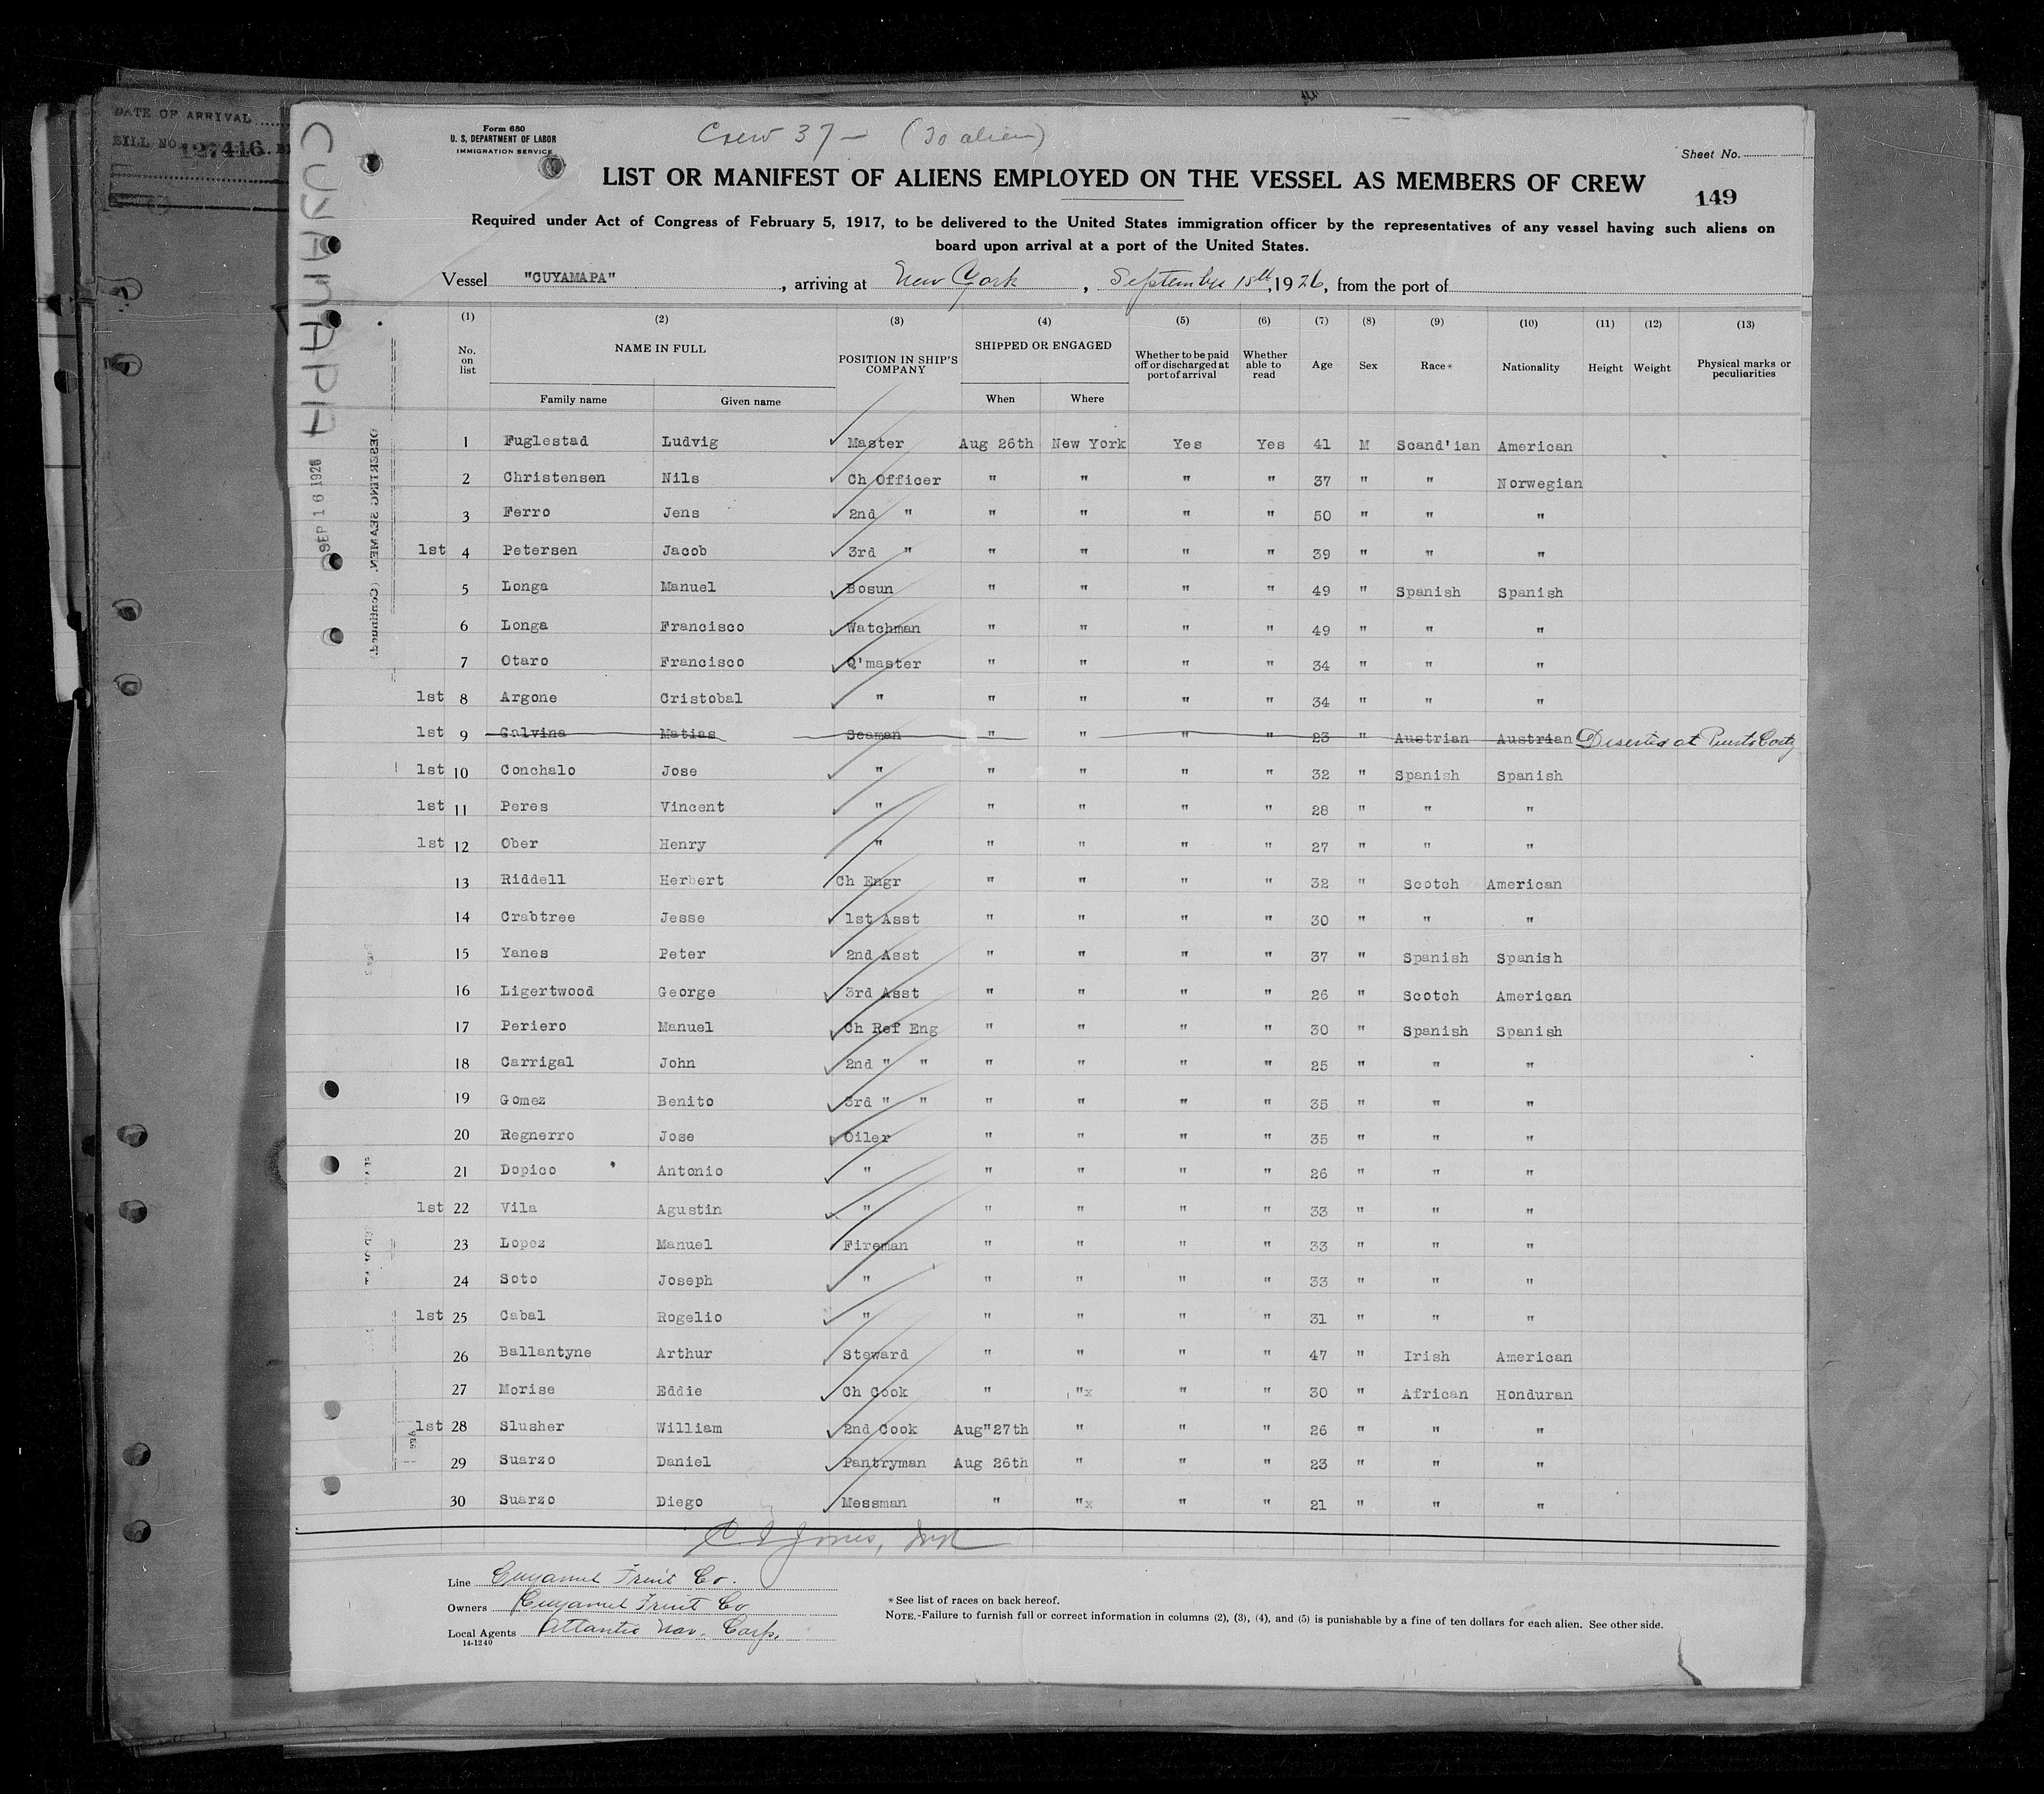 DATE OF ARRIVAL
BILL NO. 127416.
CUYAMAPA
SEP 16 1926
DESERTING SEAMEN. (Continued).
Form 680
U. S. DEPARTMENT OF LABOR
IMMIGRATION SERVICE
Crew 37 — (30 alien)
Sheet No.
149
LIST OR MANIFEST OF ALIENS EMPLOYED ON THE VESSEL AS MEMBERS OF CREW
Required under Act of Congress of February 5, 1917, to be delivered to the United States immigration officer by the representatives of any vessel having such aliens on
board upon arrival at a port of the United States.
Vessel "CUYAMAPA", arriving at New York, September 15th, 1926, from the port of
(1) (2) (3) (4) (5) (6) (7) (8) (9) (10) (11) (12) (13)
No. on list NAME IN FULL Family name Given name POSITION IN SHIP'S COMPANY SHIPPED OR ENGAGED When Where Whether to be paid off or discharged at port of arrival Whether able to read Age Sex Race* Nationality Height Weight Physical marks or peculiarities
1 Fuglestad Ludvig Master Aug 26th New York Yes Yes 41 M Scand'ian American
2 Christensen Nils Ch Officer " " " " 37 " " Norwegian
3 Ferro Jens 2nd " " " " " 50 " " "
1st 4 Petersen Jacob 3rd " " " " " 39 " " "
5 Longa Manuel Bosun " " " " 49 " Spanish Spanish
6 Longa Francisco Watchman " " " " 49 " " "
7 Otaro Francisco Q'master " " " " 34 " " "
1st 8 Argone Cristobal " " " " " 34 " " "
1st 9 Galvina Matias Seaman " " " " 23 " Austrian Austrian Deserted at Puerto Cortez
1st 10 Conchalo Jose " " " " " 32 " Spanish Spanish
1st 11 Peres Vincent " " " " " 28 " " "
1st 12 Ober Henry " " " " " 27 " " "
13 Riddell Herbert Ch Engr " " " " 32 " Scotch American
14 Crabtree Jesse 1st Asst " " " " 30 " " "
15 Yanes Peter 2nd Asst " " " " 37 " Spanish Spanish
16 Ligertwood George 3rd Asst " " " " 26 " Scotch American
17 Periero Manuel Ch Ref Eng " " " " 30 " Spanish Spanish
18 Carrigal John 2nd " " " " " " 25 " " "
19 Gomez Benito 3rd " " " " " " 35 " " "
20 Regnerro Jose Oiler " " " " 35 " " "
21 Dopico Antonio " " " " " 26 " " "
1st 22 Vila Agustin " " " " " 33 " " "
23 Lopez Manuel Fireman " " " " 33 " " "
24 Soto Joseph " " " " " 33 " " "
1st 25 Cabal Rogelio " " " " " 31 " " "
26 Ballantyne Arthur Steward " " " " 47 " Irish American
27 Morise Eddie Ch Cook " "x " " 30 " African Honduran
1st 28 Slusher William 2nd Cook Aug"27th " " " 26 " " "
29 Suarzo Daniel Pantryman Aug 26th " " " 23 " " "
30 Suarzo Diego Messman " "x " " 21 " " "
Line Cuyamel Fruit Co.
Owners Cuyamel Fruit Co
Local Agents Atlantic Nav. Corp.
14-1240
*See list of races on back hereof.
NOTE.-Failure to furnish full or correct information in columns (2), (3), (4), and (5) is punishable by a fine of ten dollars for each alien. See other side.